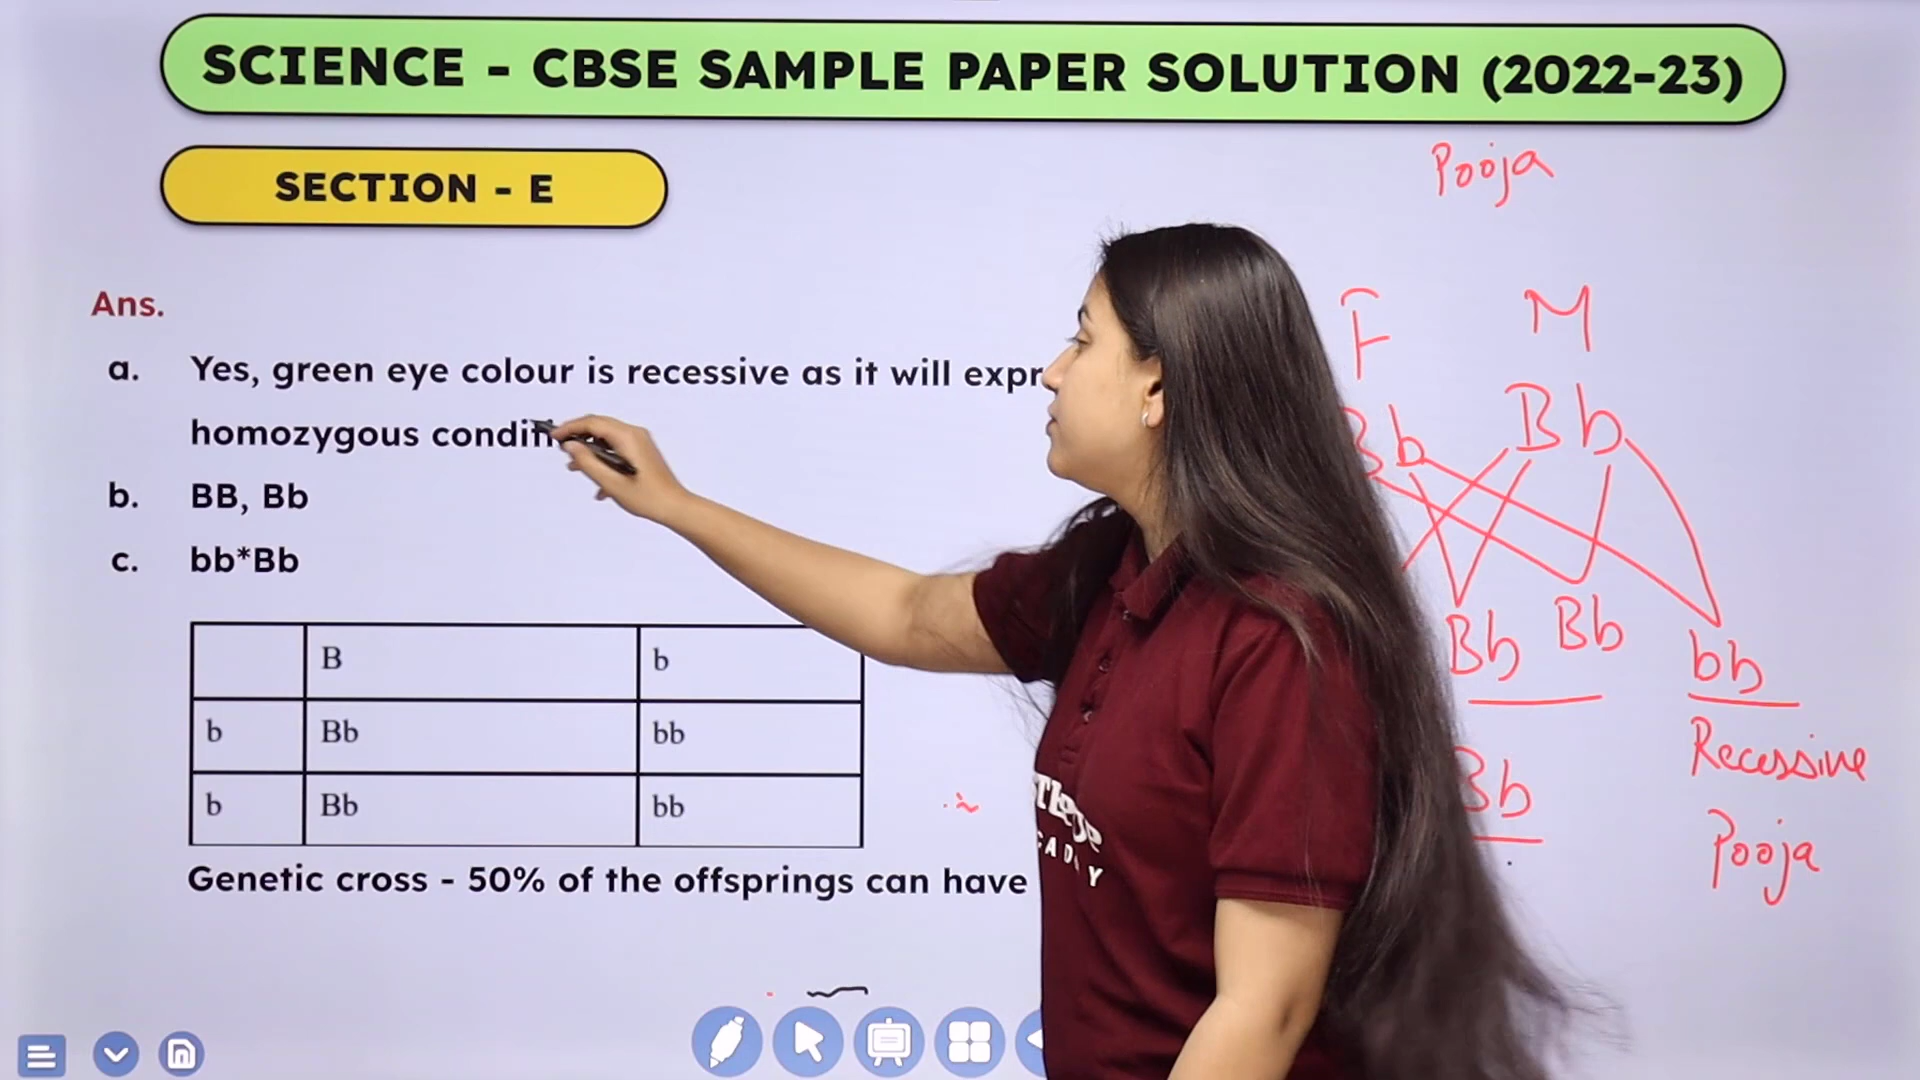 SCIENCE - CBSE SAMPLE PAPER SOLUTION (2022-23)
SECTION - E
Pooja
F M
Ans.
a. Yes, green eye colour is recessive as it will expr
homozygous conditi
Bb Bb
b. BB, Bb
c. bb*Bb
Bb Bb bb
B b
b Bb bb
b Bb bb
Recessive
Bb
Pooja
Genetic cross - 50% of the offsprings can have